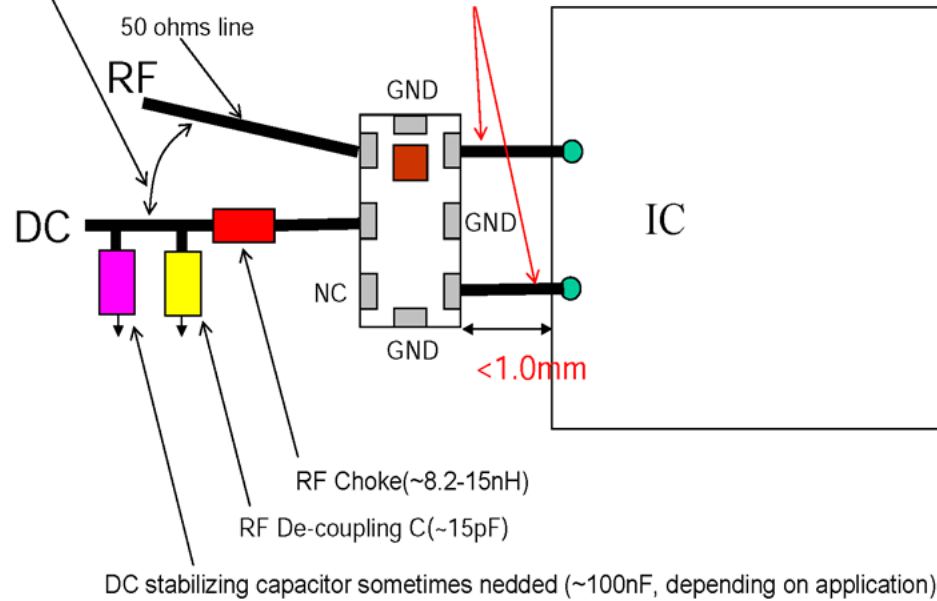 50 ohms line
RF
GND
DC
GND
IC
NC
GND
<1.0mm
RF Choke(~8.2-15nH)
RF De-coupling C(~15pF)
DC stabilizing capacitor sometimes nedded (~100nF, depending on application)